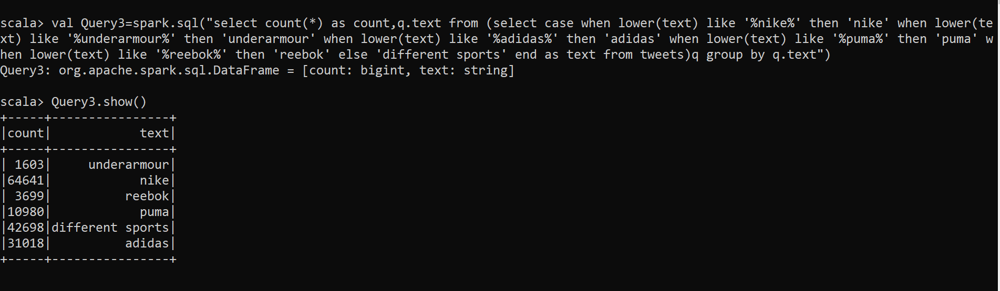 scala> val Query3=spark.sql("select count(*) as count,q.text from (select case when lower(text) like '%nike%' then 'nike' when lower(te
xt) like '%underarmour%' then 'underarmour' when lower(text) like '%adidas%' then 'adidas' when lower(text) like '%puma%' then 'puma' w
hen lower(text) like '%reebok%' then 'reebok' else 'different sports' end as text from tweets)q group by q.text")
Query3: org.apache.spark.sql.DataFrame = [count: bigint, text: string]
scala> Query3.show()
+-----+----------------+
|count|            text|
+-----+----------------+
| 1603|     underarmour|
|64641|            nike|
| 3699|          reebok|
|10980|            puma|
|42698|different sports|
|31018|          adidas|
+-----+----------------+